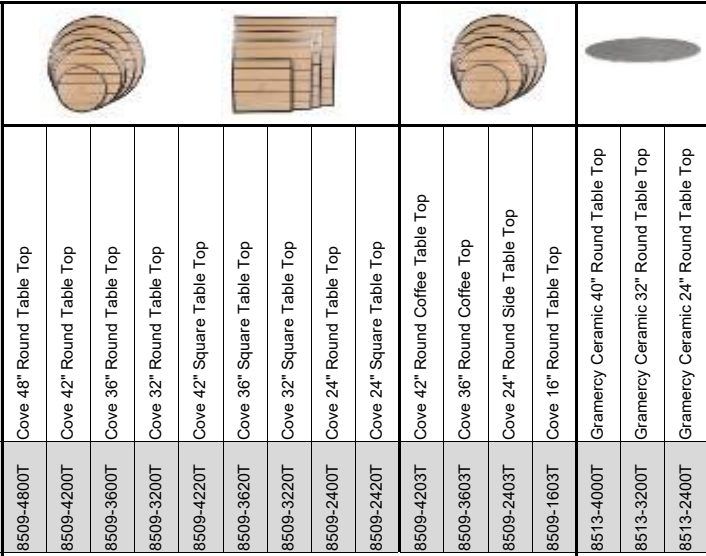 Cove 48" Round Table Top
Cove 42" Round Table Top
Cove 36" Round Table Top
Cove 32" Round Table Top
Cove 42" Square Table Top
Cove 36" Square Table Top
Cove 32" Square Table Top
Cove 24" Round Table Top
Cove 24" Square Table Top
Cove 42" Round Coffee Table Top
Cove 36" Round Coffee Top
Cove 24" Round Side Table Top
Cove 16" Round Table Top
Gramercy Ceramic 40" Round Table Top
Gramercy Ceramic 32" Round Table Top
Gramercy Ceramic 24" Round Table Top
8509-4800T
8509-4200T
8509-3600T
8509-3200T
8509-4220T
8509-3620T
8509-3220T
8509-2400T
8509-2420T
8509-4203T
8509-3603T
8509-2403T
8509-1603T
8513-4000T
8513-3200T
8513-2400T